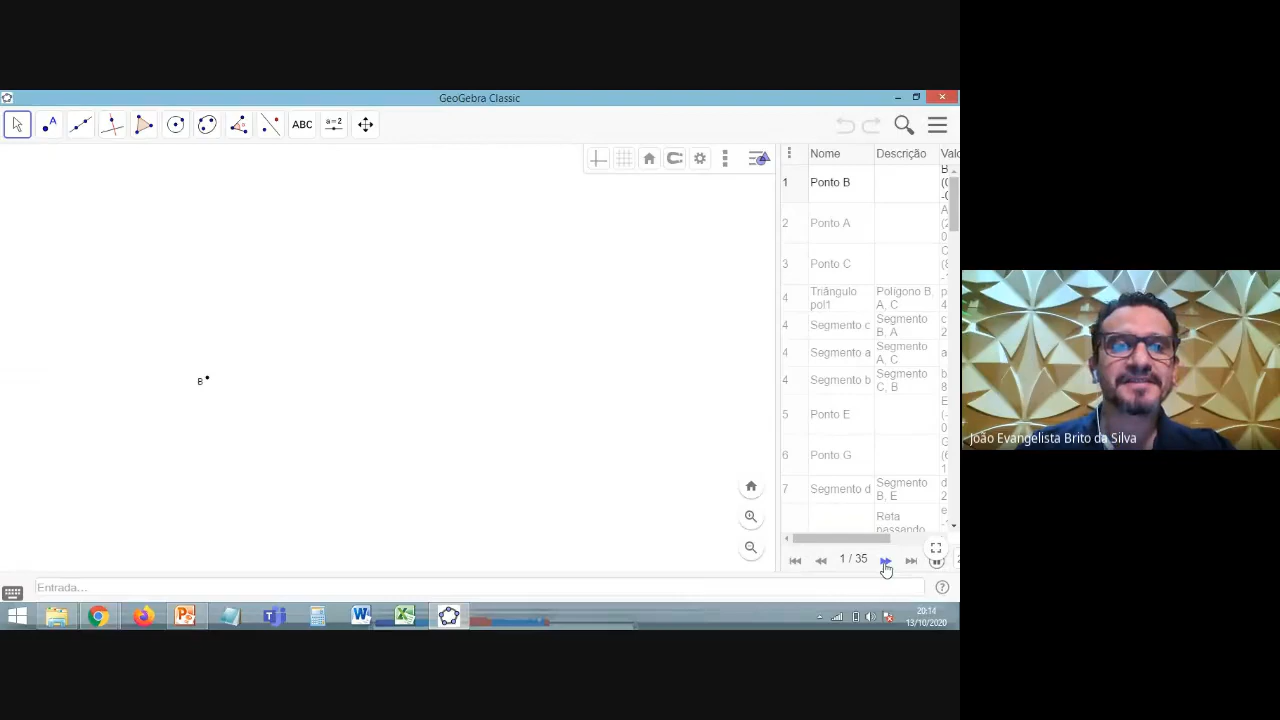 GeoGebra Classic
ABC
a=2
A
Nome Descrição
1 Ponto B
B
2 Ponto A
3 Ponto C
4 Triângulo pol1 Polígono B, A, C
4 Segmento c Segmento B, A
4 Segmento a Segmento A, C
4 Segmento b Segmento C, B
5 Ponto E
6 Ponto G
7 Segmento d Segmento B, E
Reta passando
1 / 35
Entrada…
João Evangelista Brito da Silva
20:14
13/10/2020